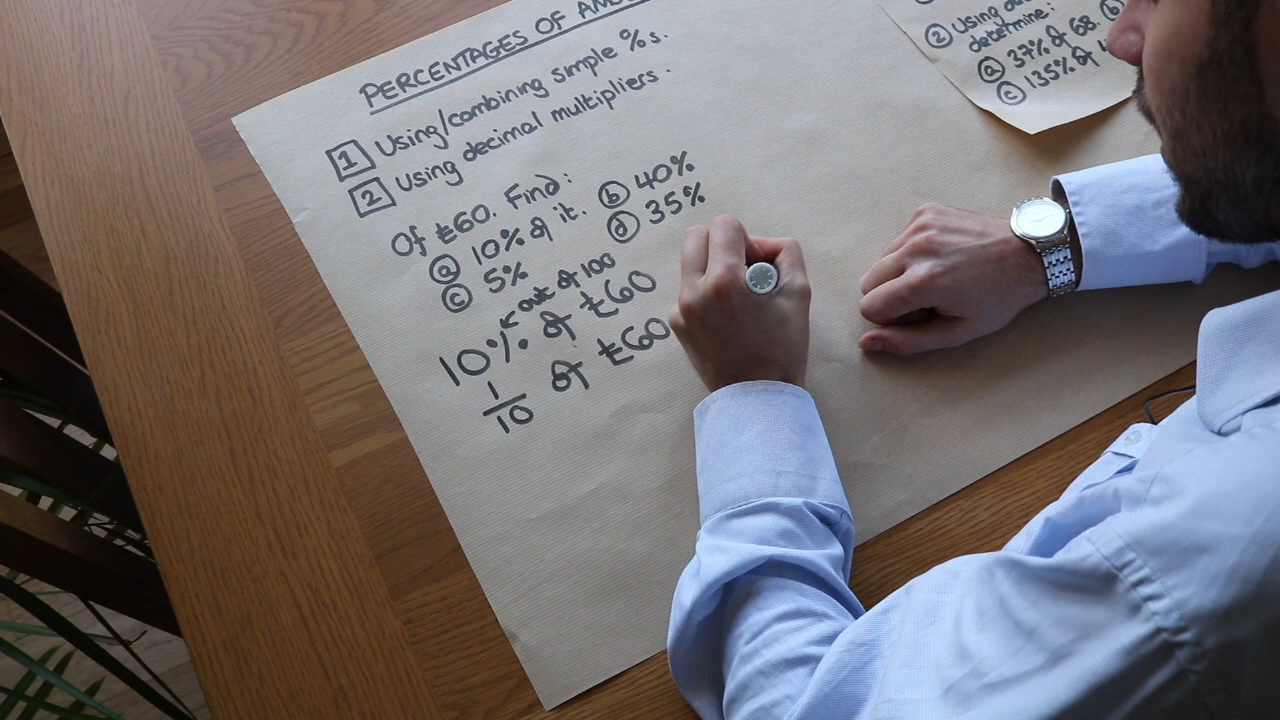 PERCENTAGES OF
1 Using/combining simple %s.
2 Using decimal multipliers.
Of £60. Find:
a 10% of it. b 40%
c 5% d 35%
10% of £60
out of 100
1/10 of £60
2 Using
determine:
a 37% of 68. b
c 135% of